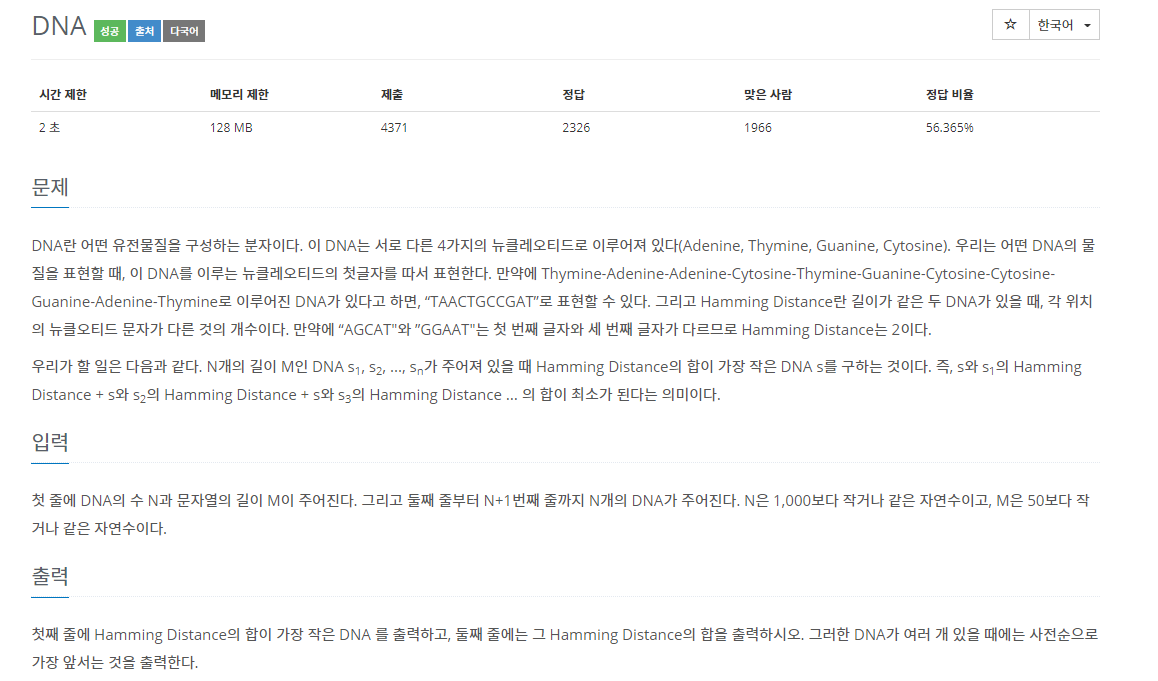 DNA 성공 출처 다국어
☆ 한국어
시간 제한 메모리 제한 제출 정답 맞은 사람 정답 비율
2 초 128 MB 4371 2326 1966 56.365%
문제
DNA란 어떤 유전물질을 구성하는 분자이다. 이 DNA는 서로 다른 4가지의 뉴클레오티드로 이루어져 있다(Adenine, Thymine, Guanine, Cytosine). 우리는 어떤 DNA의 물
질을 표현할 때, 이 DNA를 이루는 뉴클레오티드의 첫글자를 따서 표현한다. 만약에 Thymine-Adenine-Adenine-Cytosine-Thymine-Guanine-Cytosine-Cytosine-
Guanine-Adenine-Thymine로 이루어진 DNA가 있다고 하면, “TAACTGCCGAT”로 표현할 수 있다. 그리고 Hamming Distance란 길이가 같은 두 DNA가 있을 때, 각 위치
의 뉴클오티드 문자가 다른 것의 개수이다. 만약에 “AGCAT"와 ”GGAAT"는 첫 번째 글자와 세 번째 글자가 다르므로 Hamming Distance는 2이다.
우리가 할 일은 다음과 같다. N개의 길이 M인 DNA s1, s2, ..., sn가 주어져 있을 때 Hamming Distance의 합이 가장 작은 DNA s를 구하는 것이다. 즉, s와 s1의 Hamming
Distance + s와 s2의 Hamming Distance + s와 s3의 Hamming Distance ... 의 합이 최소가 된다는 의미이다.
입력
첫 줄에 DNA의 수 N과 문자열의 길이 M이 주어진다. 그리고 둘째 줄부터 N+1번째 줄까지 N개의 DNA가 주어진다. N은 1,000보다 작거나 같은 자연수이고, M은 50보다 작
거나 같은 자연수이다.
출력
첫째 줄에 Hamming Distance의 합이 가장 작은 DNA 를 출력하고, 둘째 줄에는 그 Hamming Distance의 합을 출력하시오. 그러한 DNA가 여러 개 있을 때에는 사전순으로
가장 앞서는 것을 출력한다.